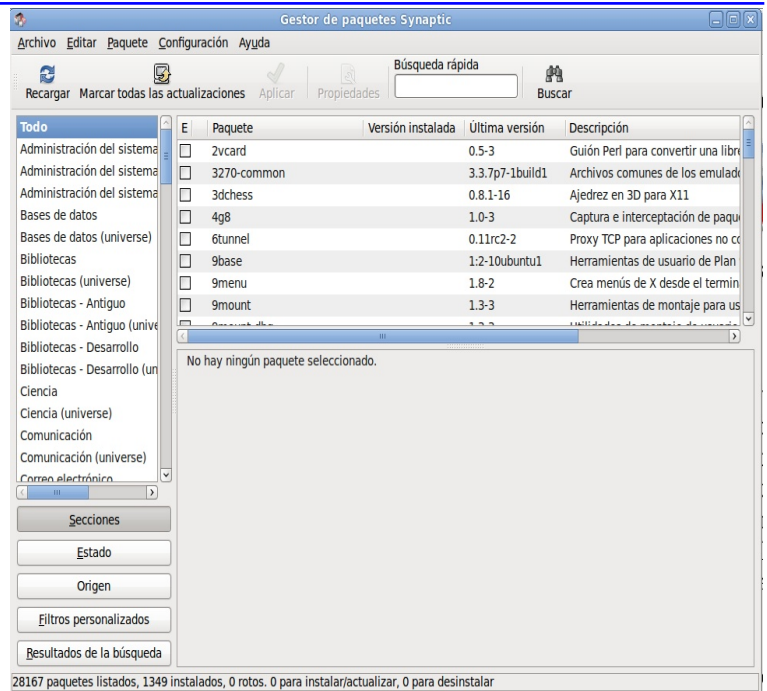 Gestor de paquetes Synaptic
Archivo Editar Paquete Configuración Ayuda
Búsqueda rápida
Recargar Marcar todas las actualizaciones Aplicar Propiedades Buscar
Todo
Administración del sistema
Administración del sistema
Administración del sistema
Bases de datos
Bases de datos (universe)
Bibliotecas
Bibliotecas (universe)
Bibliotecas - Antiguo
Bibliotecas - Antiguo (unive
Bibliotecas - Desarrollo
Bibliotecas - Desarrollo (un
Ciencia
Ciencia (universe)
Comunicación
Comunicación (universe)
Correo electrónico
E Paquete Versión instalada Última versión Descripción
2vcard 0.5-3 Guión Perl para convertir una libre
3270-common 3.3.7p7-1build1 Archivos comunes de los emulado
3dchess 0.8.1-16 Ajedrez en 3D para X11
4g8 1.0-3 Captura e interceptación de paqu
6tunnel 0.11rc2-2 Proxy TCP para aplicaciones no co
9base 1:2-10ubuntu1 Herramientas de usuario de Plan
9menu 1.8-2 Crea menús de X desde el termin
9mount 1.3-3 Herramientas de montaje para us
No hay ningún paquete seleccionado.
Secciones
Estado
Origen
Filtros personalizados
Resultados de la búsqueda
28167 paquetes listados, 1349 instalados, 0 rotos. 0 para instalar/actualizar, 0 para desinstalar